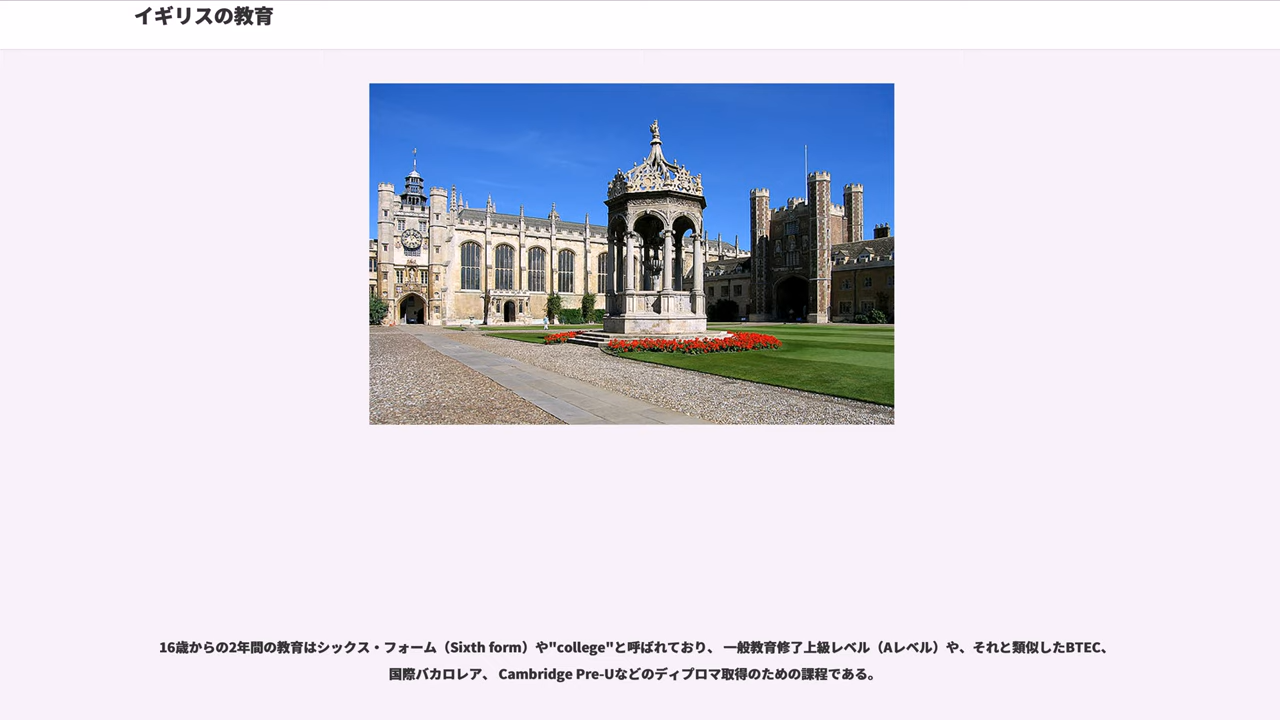 イギリスの教育
16歳からの2年間の教育はシックス・フォーム（Sixth form）や"college"と呼ばれており、 一般教育修了上級レベル（Aレベル）や、それと類似したBTEC、
国際バカロレア、 Cambridge Pre-Uなどのディプロマ取得のための課程である。